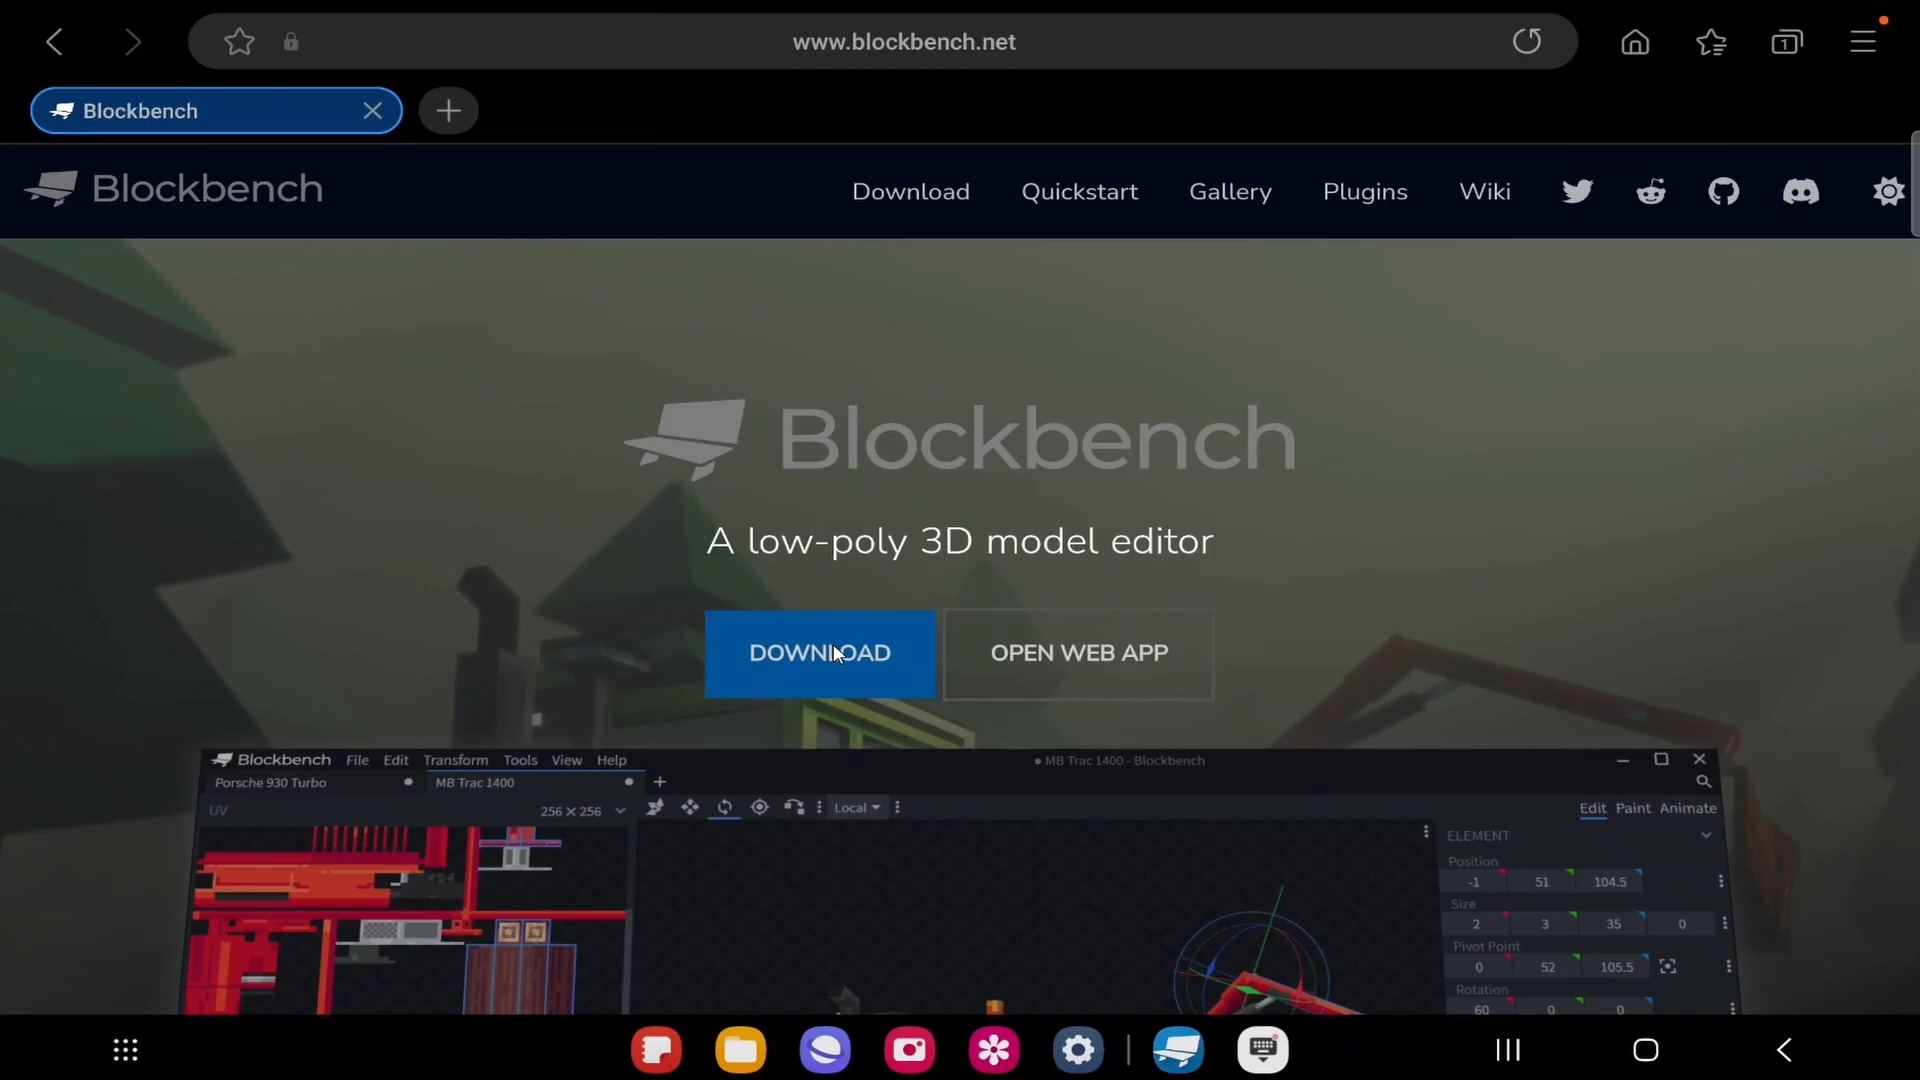 www.blockbench.net
1
Blockbench
Blockbench
Download Quickstart Gallery Plugins Wiki
Blockbench
A low-poly 3D model editor
DOWNLOAD OPEN WEB APP
Blockbench File Edit Transform Tools View Help MB Trac 1400 - Blockbench
Porsche 930 Turbo MB Trac 1400
UV 256 × 256 Local Edit Paint Animate
ELEMENT
Position
-1 51 104.5
Size
2 3 35 0
Pivot Point
0 52 105.5
Rotation
60 0 0